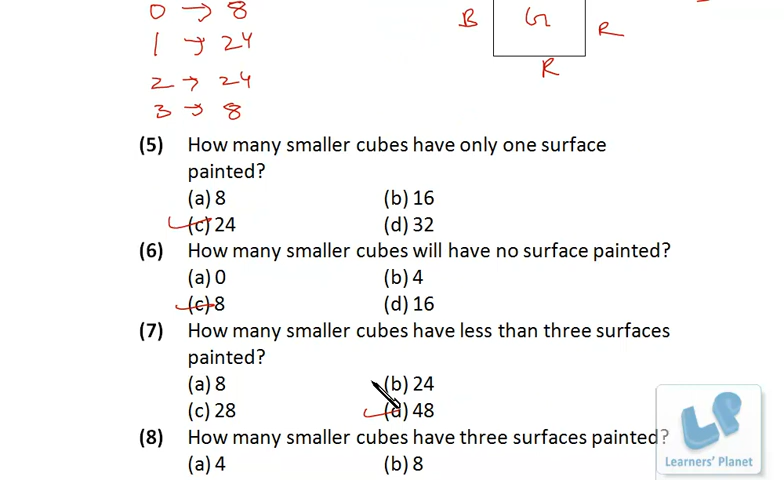 0 → 8
B G R
1 → 24
R
2 → 24
3 → 8
(5) How many smaller cubes have only one surface
painted?
(a) 8 (b) 16
(c) 24 (d) 32
(6) How many smaller cubes will have no surface painted?
(a) 0 (b) 4
(c) 8 (d) 16
(7) How many smaller cubes have less than three surfaces
painted?
(a) 8 (b) 24
(c) 28 (d) 48
(8) How many smaller cubes have three surfaces painted?
(a) 4 (b) 8
LP
Learners' Planet